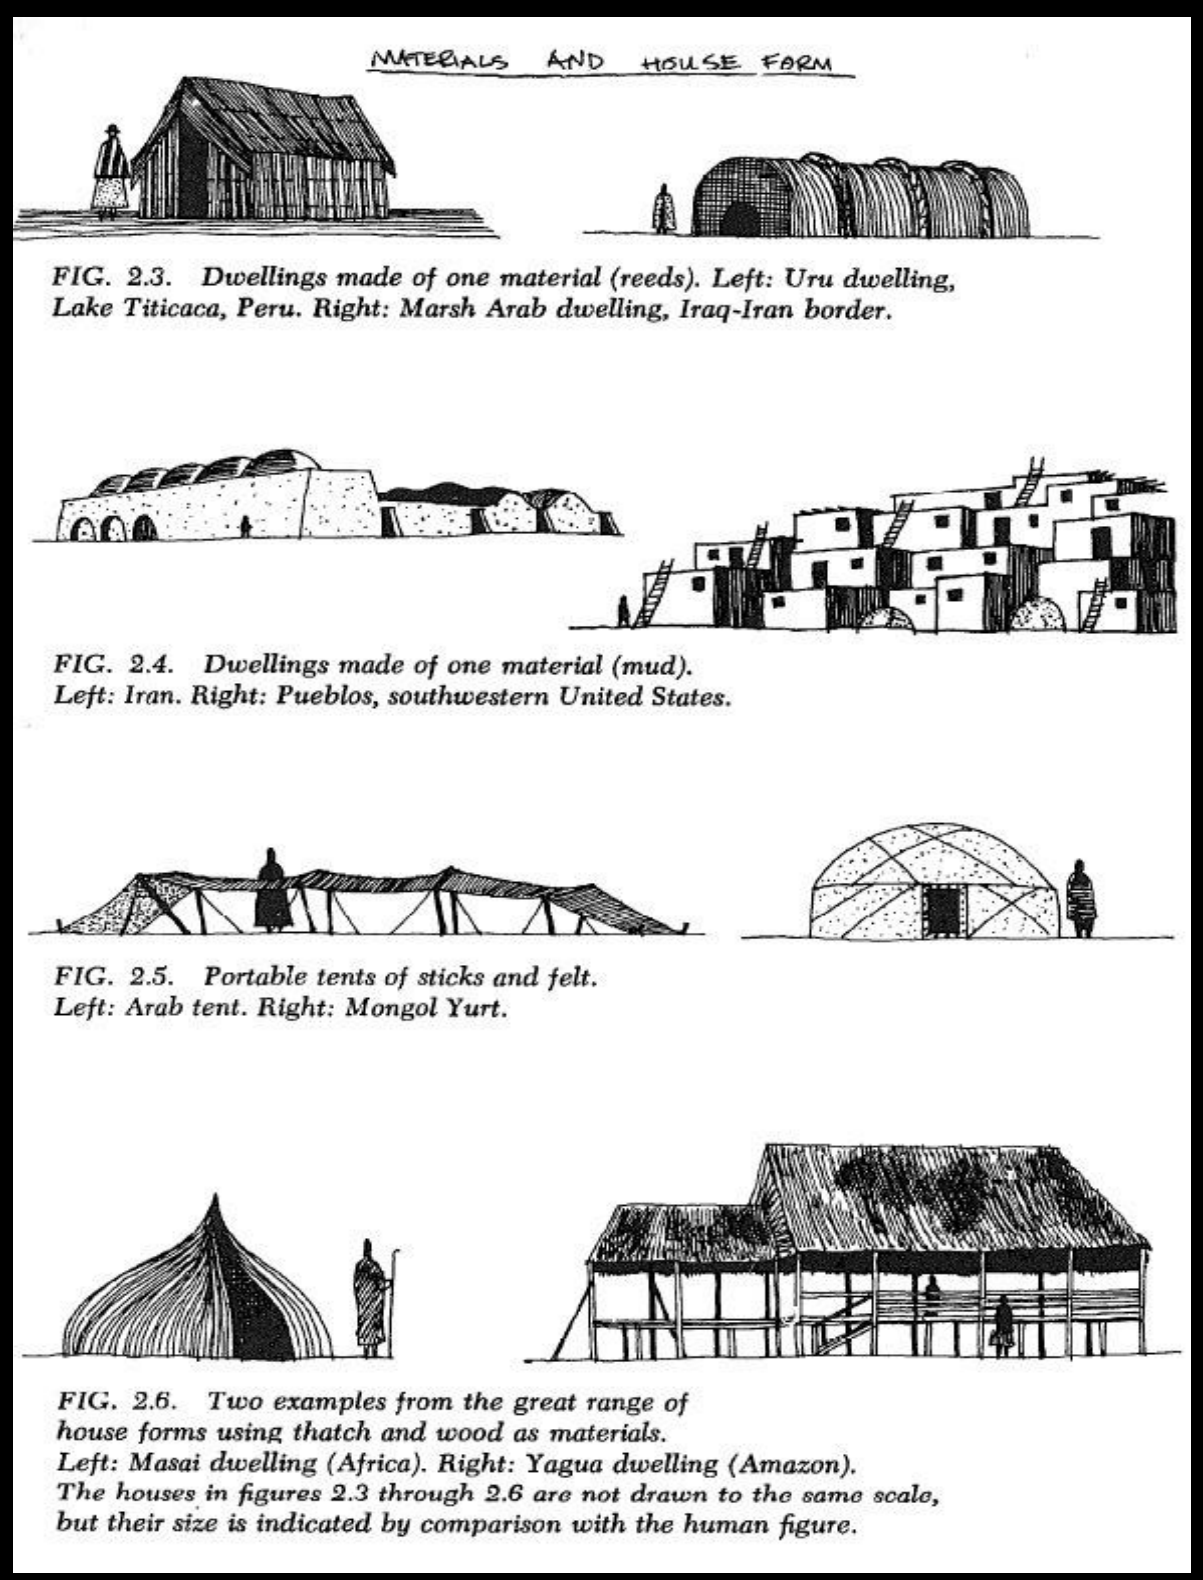 MATERIALS AND HOUSE FORM
FIG. 2.3. Dwellings made of one material (reeds). Left: Uru dwelling,
Lake Titicaca, Peru. Right: Marsh Arab dwelling, Iraq-Iran border.
FIG. 2.4. Dwellings made of one material (mud).
Left: Iran. Right: Pueblos, southwestern United States.
FIG. 2.5. Portable tents of sticks and felt.
Left: Arab tent. Right: Mongol Yurt.
FIG. 2.6. Two examples from the great range of
house forms using thatch and wood as materials.
Left: Masai dwelling (Africa). Right: Yagua dwelling (Amazon).
The houses in figures 2.3 through 2.6 are not drawn to the same scale,
but their size is indicated by comparison with the human figure.